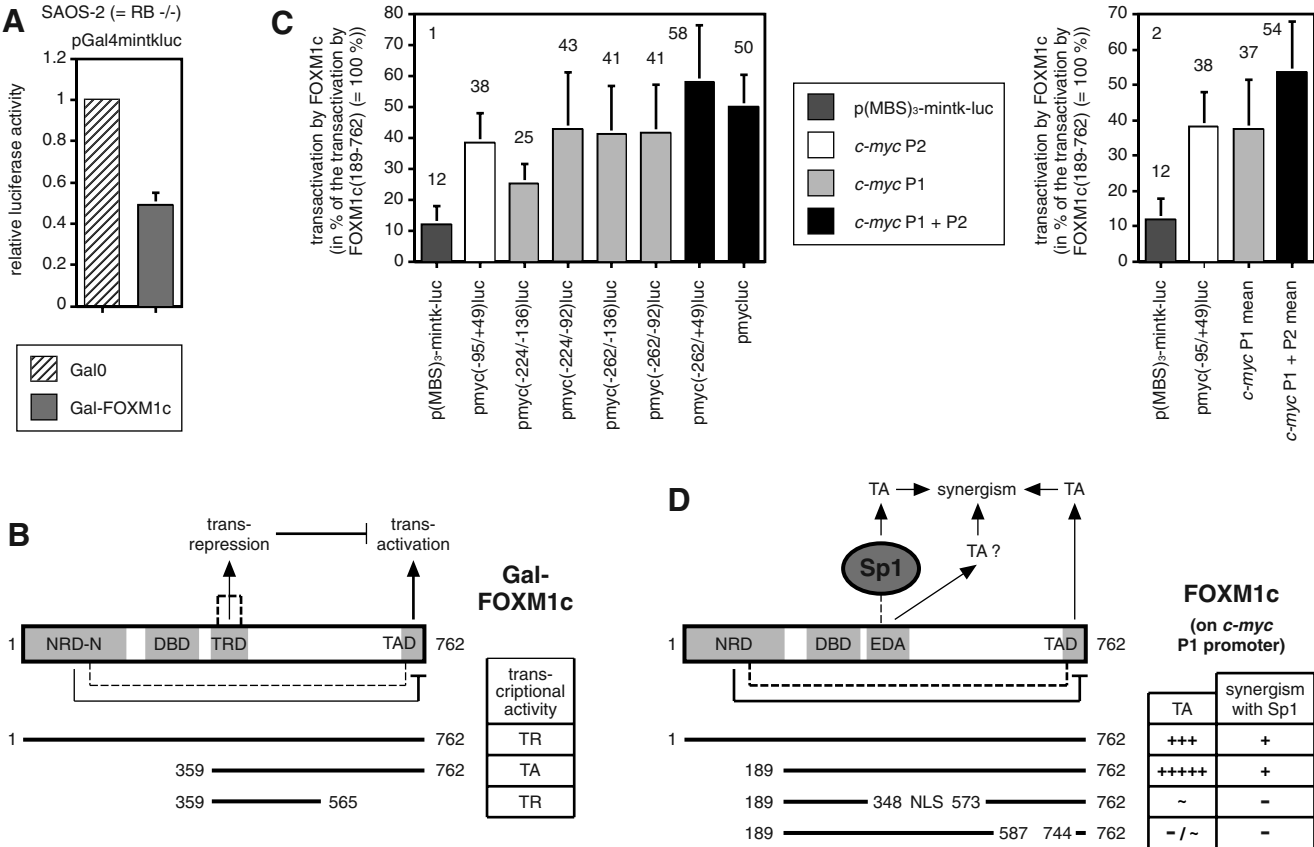 A
SAOS-2 (= RB -/-)
pGal4mintkluc
relative luciferase activity
1.2
1
0.8
0.6
0.4
0.2
0
Gal0
Gal-FOXM1c
C
transactivation by FOXM1c
(in % of the transactivation by
FOXM1c(189-762) (= 100 %))
80
70
60
50
40
30
20
10
0
1
12
38
25
43
41
41
58
50
p(MBS)₃-mintk-luc
pmyc(-95/+49)luc
pmyc(-224/-136)luc
pmyc(-224/-92)luc
pmyc(-262/-136)luc
pmyc(-262/-92)luc
pmyc(-262/+49)luc
pmycluc
p(MBS)₃-mintk-luc
c-myc P2
c-myc P1
c-myc P1 + P2
transactivation by FOXM1c
(in % of the transactivation by
FOXM1c(189-762) (= 100 %))
70
60
50
40
30
20
10
0
2
12
38
37
54
p(MBS)₃-mintk-luc
pmyc(-95/+49)luc
c-myc P1 mean
c-myc P1 + P2 mean
B
trans-
repression
trans-
activation
Gal-
FOXM1c
1
NRD-N
DBD
TRD
TAD
762
trans-
criptional
activity
1
762
TR
359
762
TA
359
565
TR
D
TA
synergism
TA
TA ?
Sp1
FOXM1c
(on c-myc
P1 promoter)
1
NRD
DBD
EDA
TAD
762
TA
synergism
with Sp1
1
762
+++
+
189
762
+++++
+
189
348 NLS 573
762
~
-
189
587
744
762
- / ~
-